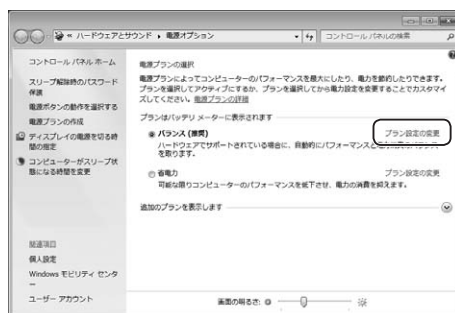 « ハードウェアとサウンド ▸ 電源オプション
コントロール パネルの検索
コントロール パネル ホーム
スリープ解除時のパスワード
保護
電源ボタンの動作を選択する
電源プランの作成
ディスプレイの電源を切る時
間の指定
コンピューターがスリープ状
態になる時間を変更
関連項目
個人設定
Windows モビリティ センタ
ー
ユーザー アカウント
電源プランの選択
電源プランによってコンピューターのパフォーマンスを最大にしたり、電力を節約したりできます。
プランを選択してアクティブにするか、プランを選択してから電力設定を変更することでカスタマイ
ズしてください。電源プランの詳細
プランはバッテリ メーターに表示されます
バランス (推奨) プラン設定の変更
ハードウェアでサポートされている場合に、自動的にパフォーマンスと
を取ります。
省電力 プラン設定の変更
可能な限りコンピューターのパフォーマンスを低下させ、電力の消費を抑えます。
追加のプランを表示します
画面の明るさ: